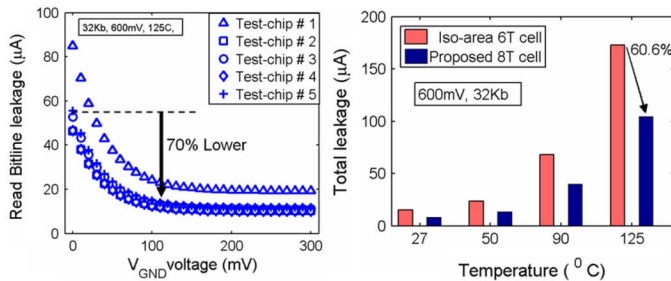 32Kb, 600mV, 125C,
Test-chip # 1
Test-chip # 2
Test-chip # 3
Test-chip # 4
Test-chip # 5
70% Lower
Read Bitline leakage (μA)
100
80
60
40
20
0
0 100 200 300
V_GND voltage (mV)
Iso-area 6T cell
Proposed 8T cell
60.6%
600mV, 32Kb
Total leakage (μA)
200
150
100
50
0
27 50 90 125
Temperature ( ⁰ C)